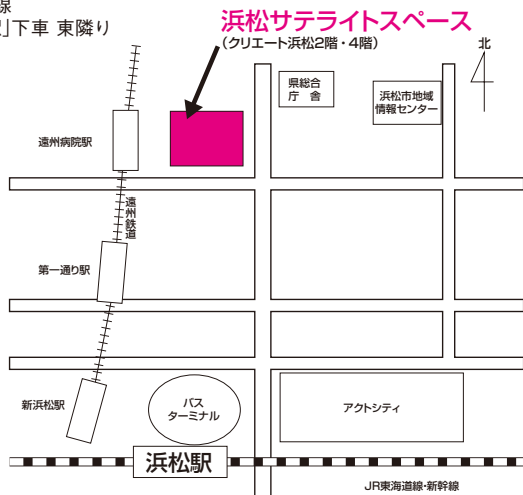 線
」下車 東隣り
浜松サテライトスペース
(クリエート浜松2階・4階)
北
県総合
庁 舎
浜松市地域
情報センター
遠州病院駅
遠州鉄道
第一通り駅
新浜松駅
バス
ターミナル
アクトシティ
浜松駅
JR東海道線・新幹線